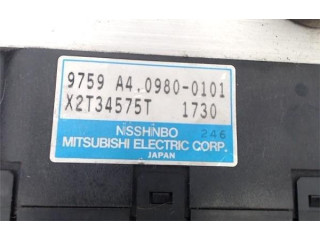 9759 A4.0980-0101
X2T34575T 1730
NISSHINBO 246
MITSUBISHI ELECTRIC CORP.
JAPAN